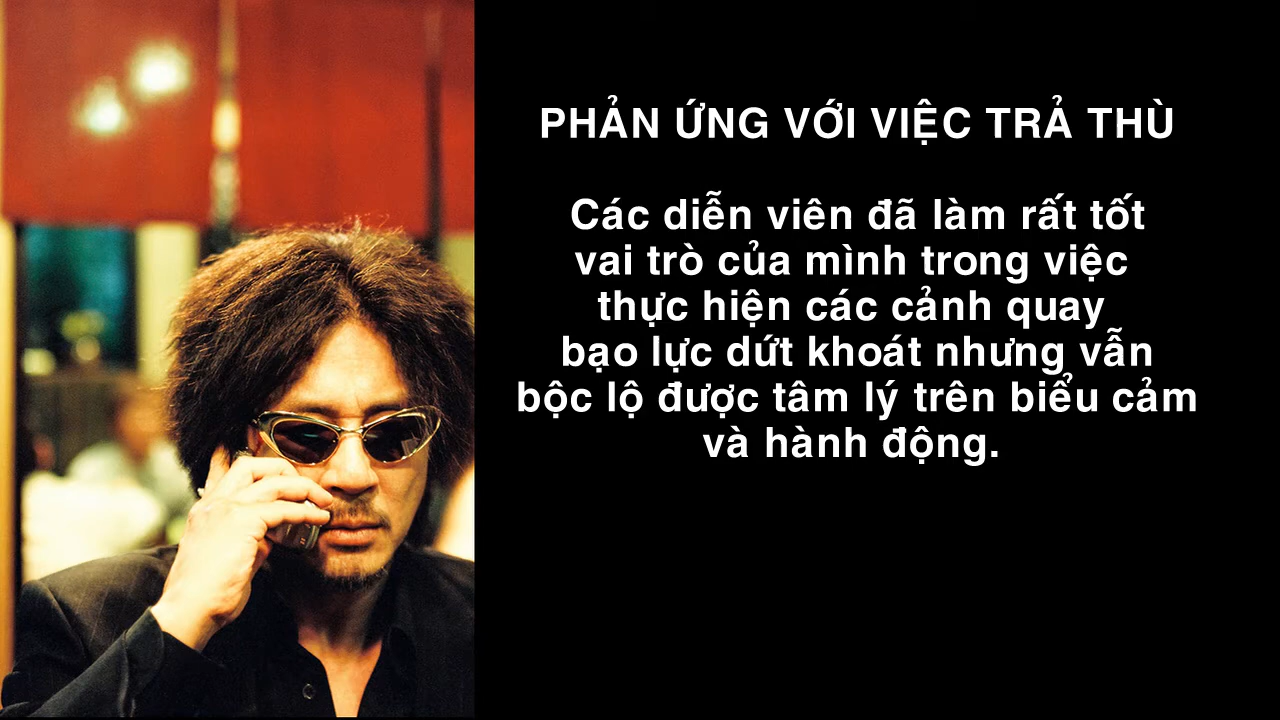 PHẢN ỨNG VỚI VIỆC TRẢ THÙ
Các diễn viên đã làm rất tốt
vai trò của mình trong việc
thực hiện các cảnh quay
bạo lực dứt khoát nhưng vẫn
bộc lộ được tâm lý trên biểu cảm
và hành động.